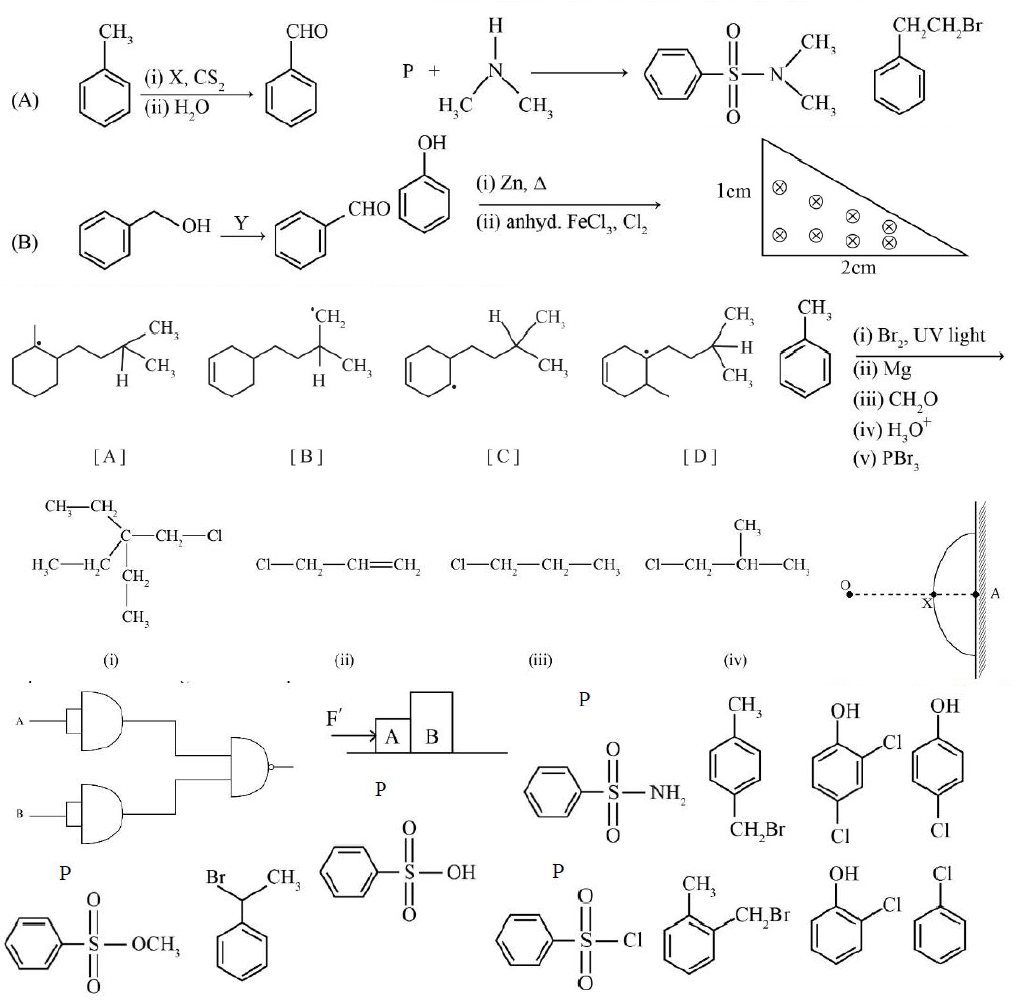 CH₃
CHO
(A)
(i) X, CS₂
(ii) H₂O
P +
H
N
H₃C
CH₃
O
S—N
O
CH₃
CH₃
CH₂CH₂Br
(B)
OH
Y
CHO
OH
(i) Zn, Δ
(ii) anhyd. FeCl₃, Cl₂
1cm
2cm
CH₃
CH₃
H
[A]
•CH₂
CH₃
H
[B]
H
CH₃
CH₃
[C]
CH₃
H
CH₃
[D]
CH₃
(i) Br₂, UV light
(ii) Mg
(iii) CH₂O
(iv) H₃O⁺
(v) PBr₃
CH₃—CH₂
C—CH₂—Cl
H₃C—H₂C
CH₂
CH₃
(i)
Cl—CH₂—CH=CH₂
(ii)
Cl—CH₂—CH₂—CH₃
(iii)
CH₃
Cl—CH₂—CH—CH₃
(iv)
O
X
A
A
B
F′
A
B
P
P
O
S—NH₂
O
CH₃
CH₂Br
OH
Cl
Cl
OH
Cl
P
O
S—OCH₃
O
Br
CH₃
O
S—OH
O
P
O
S—Cl
O
CH₃
CH₂Br
OH
Cl
Cl